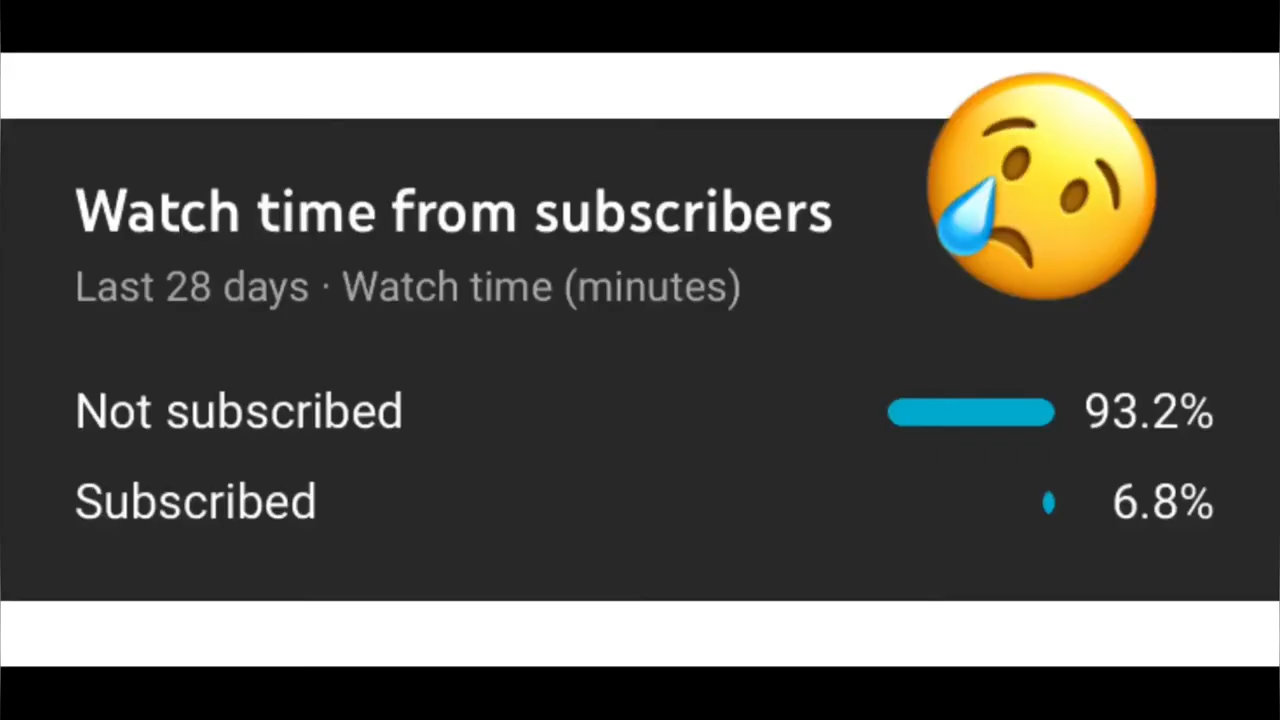 Watch time from subscribers
Last 28 days · Watch time (minutes)
Not subscribed 93.2%
Subscribed 6.8%